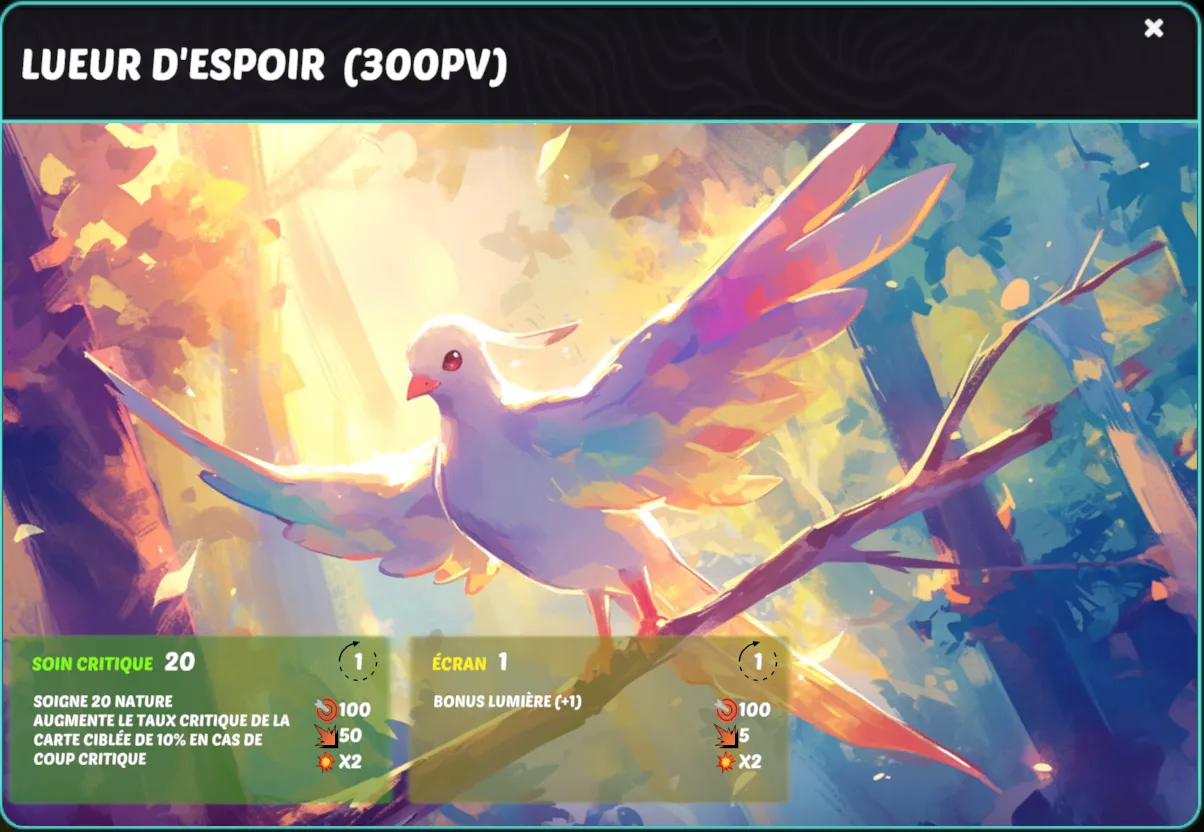 LUEUR D'ESPOIR (300PV)
SOIN CRITIQUE 20
1
SOIGNE 20 NATURE
AUGMENTE LE TAUX CRITIQUE DE LA
CARTE CIBLÉE DE 10% EN CAS DE
COUP CRITIQUE
100
50
X2
ÉCRAN 1
1
BONUS LUMIÈRE (+1)
100
5
X2